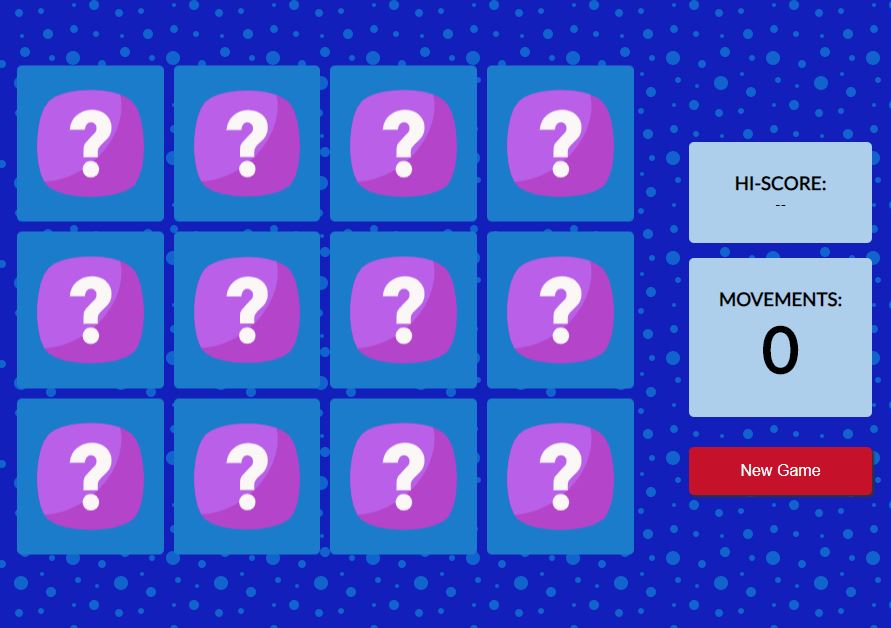 ? ? ? ?
HI-SCORE:
--
? ? ? ?
MOVEMENTS:
0
? ? ? ?
New Game